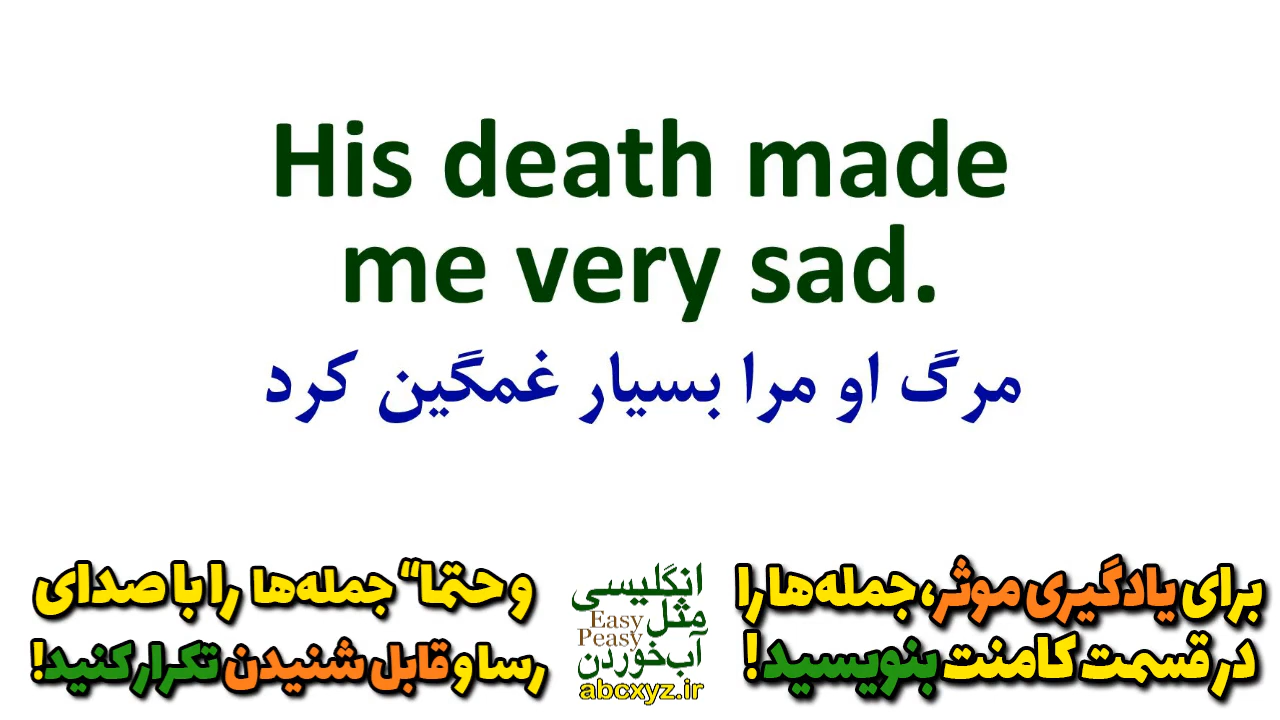 His death made
me very sad.
مرگ او مرا بسیار غمگین کرد
برای یادگیری موثر، جمله‌ها را
در قسمت کامنت بنویسید!
انگلیسی
مثل
Easy
Peasy
آب خوردن
abcxyz.ir
و حتما“ جمله‌ها را با صدای
رسا و قابل شنیدن تکرار کنید!